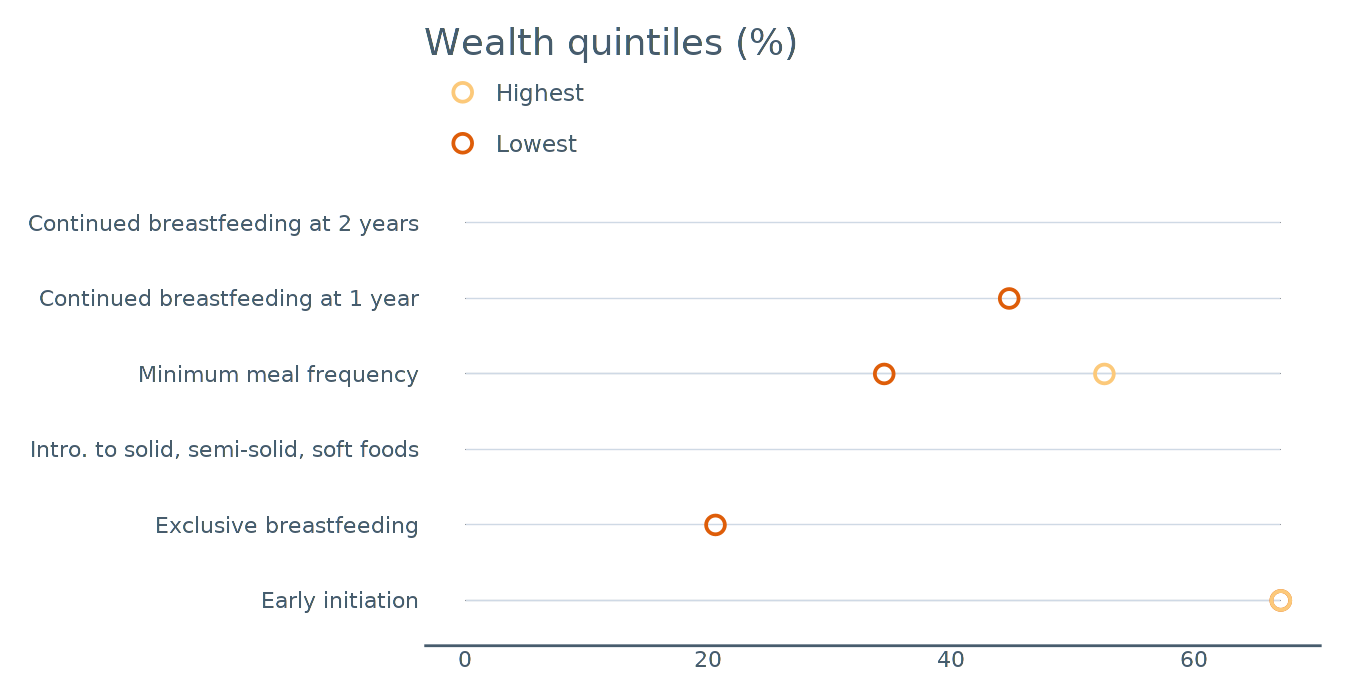 Wealth quintiles (%)
Highest
Lowest
Continued breastfeeding at 2 years
Continued breastfeeding at 1 year
Minimum meal frequency
Intro. to solid, semi-solid, soft foods
Exclusive breastfeeding
Early initiation
0 20 40 60